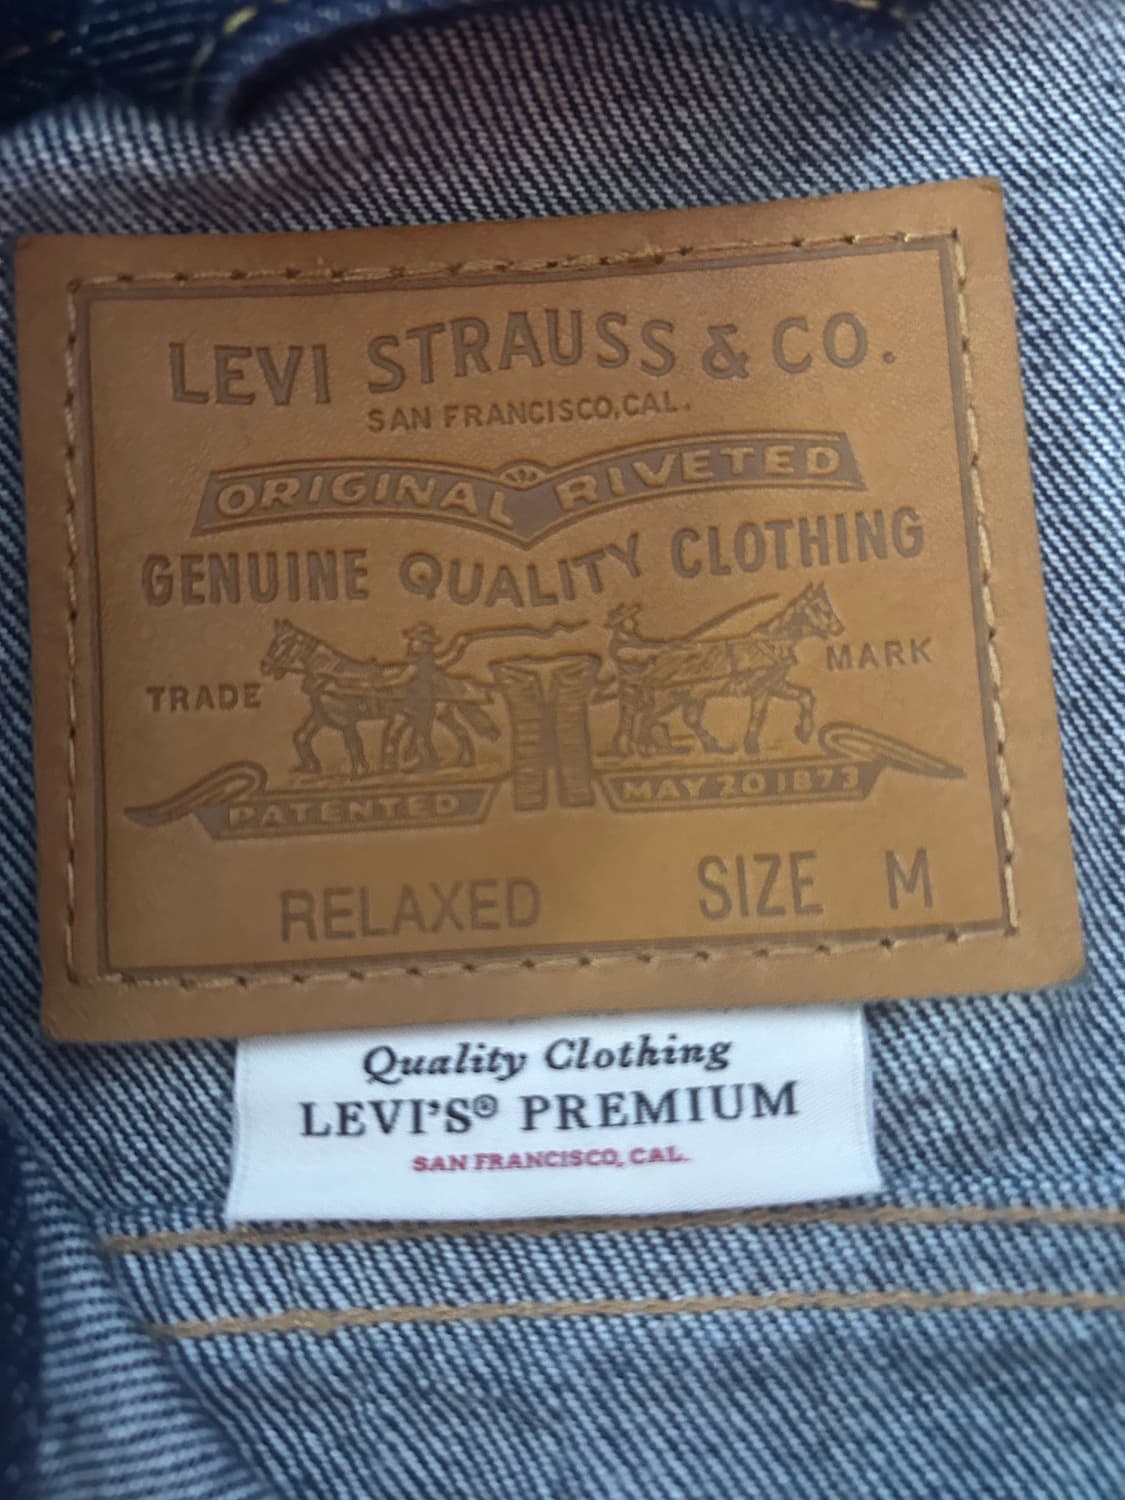 LEVI STRAUSS & CO.
SAN FRANCISCO, CAL.
ORIGINAL RIVETED
GENUINE QUALITY CLOTHING
TRADE MARK
PATENTED MAY 20 1873
RELAXED SIZE M
Quality Clothing
LEVI'S® PREMIUM
SAN FRANCISCO, CAL.